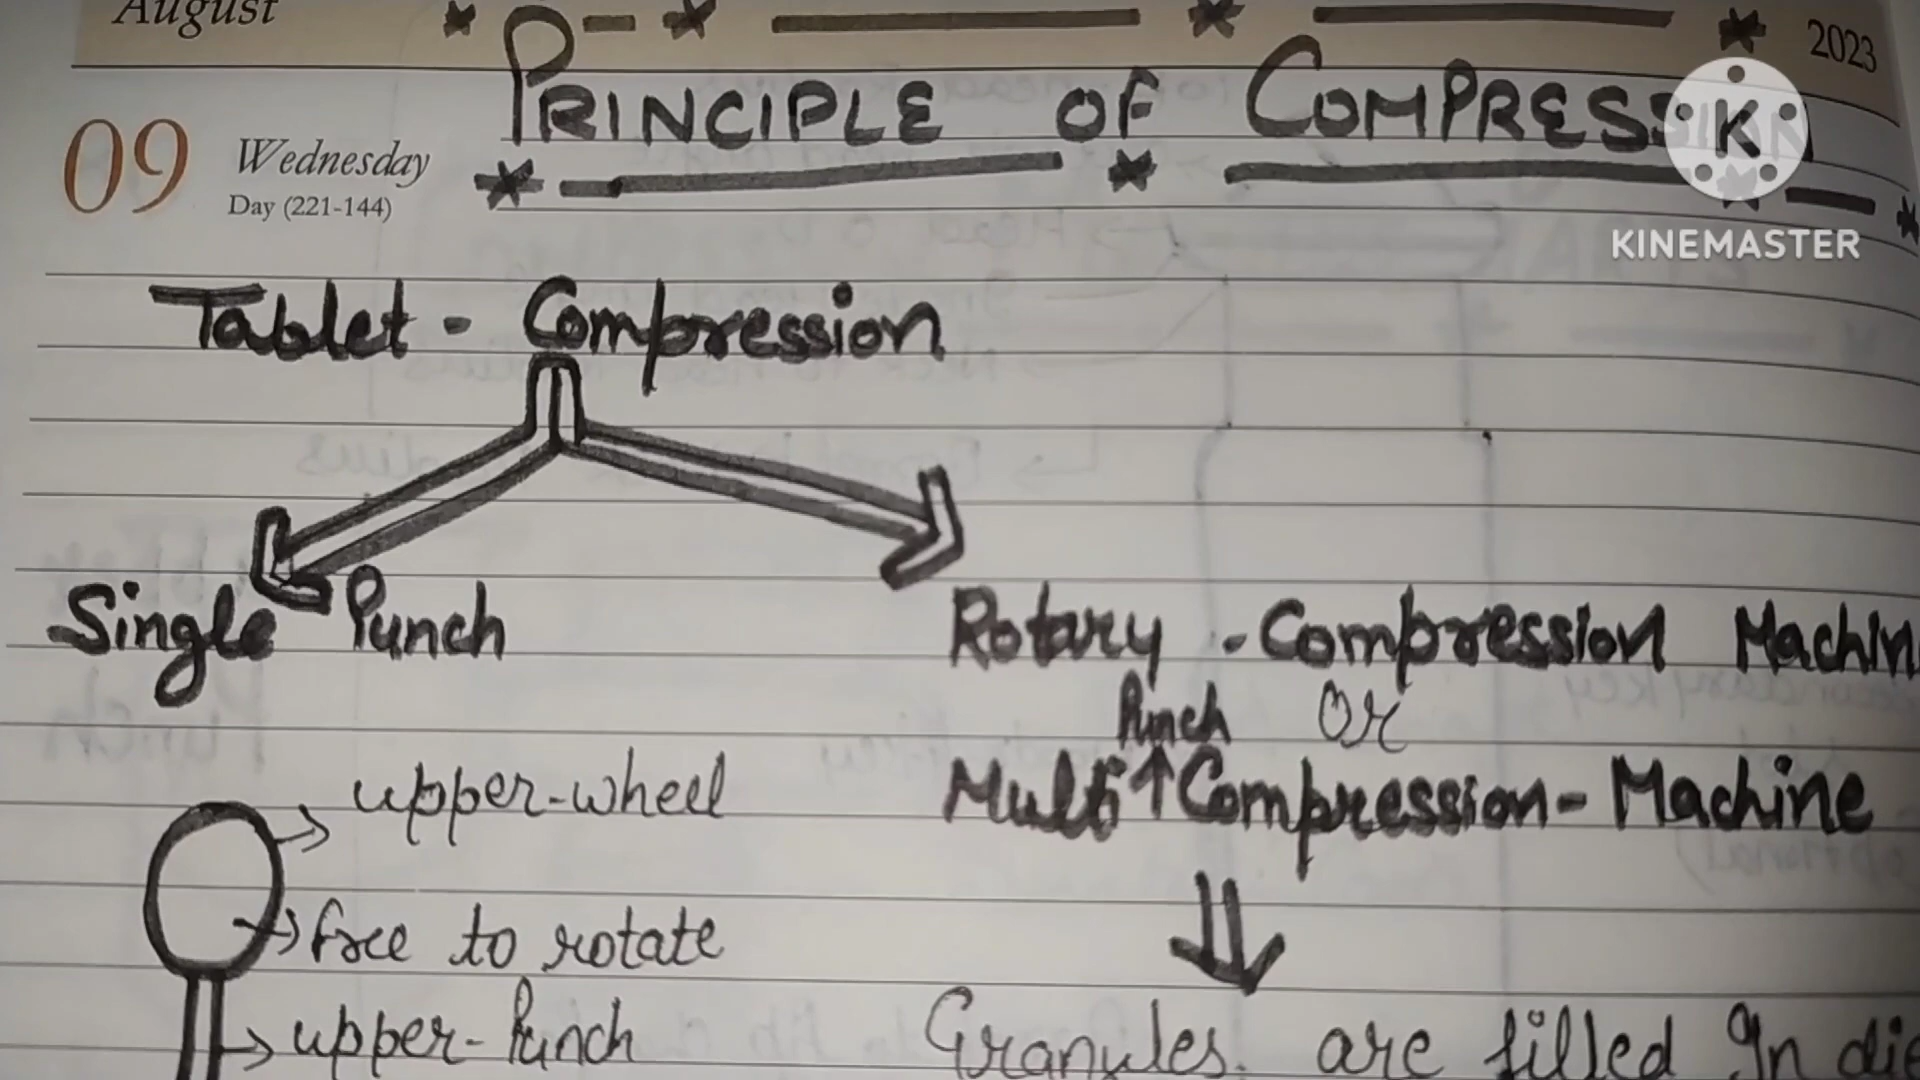 August
2023
PRINCIPLE OF COMPRESSION
09
Wednesday
Day (221-144)
K
KINEMASTER
Tablet - Compression
Single Punch
Rotary - Compression Machin
Punch or
Multi ↑ Compression - Machine
upper-wheel
free to rotate
upper-Punch
Granules. are filled In die